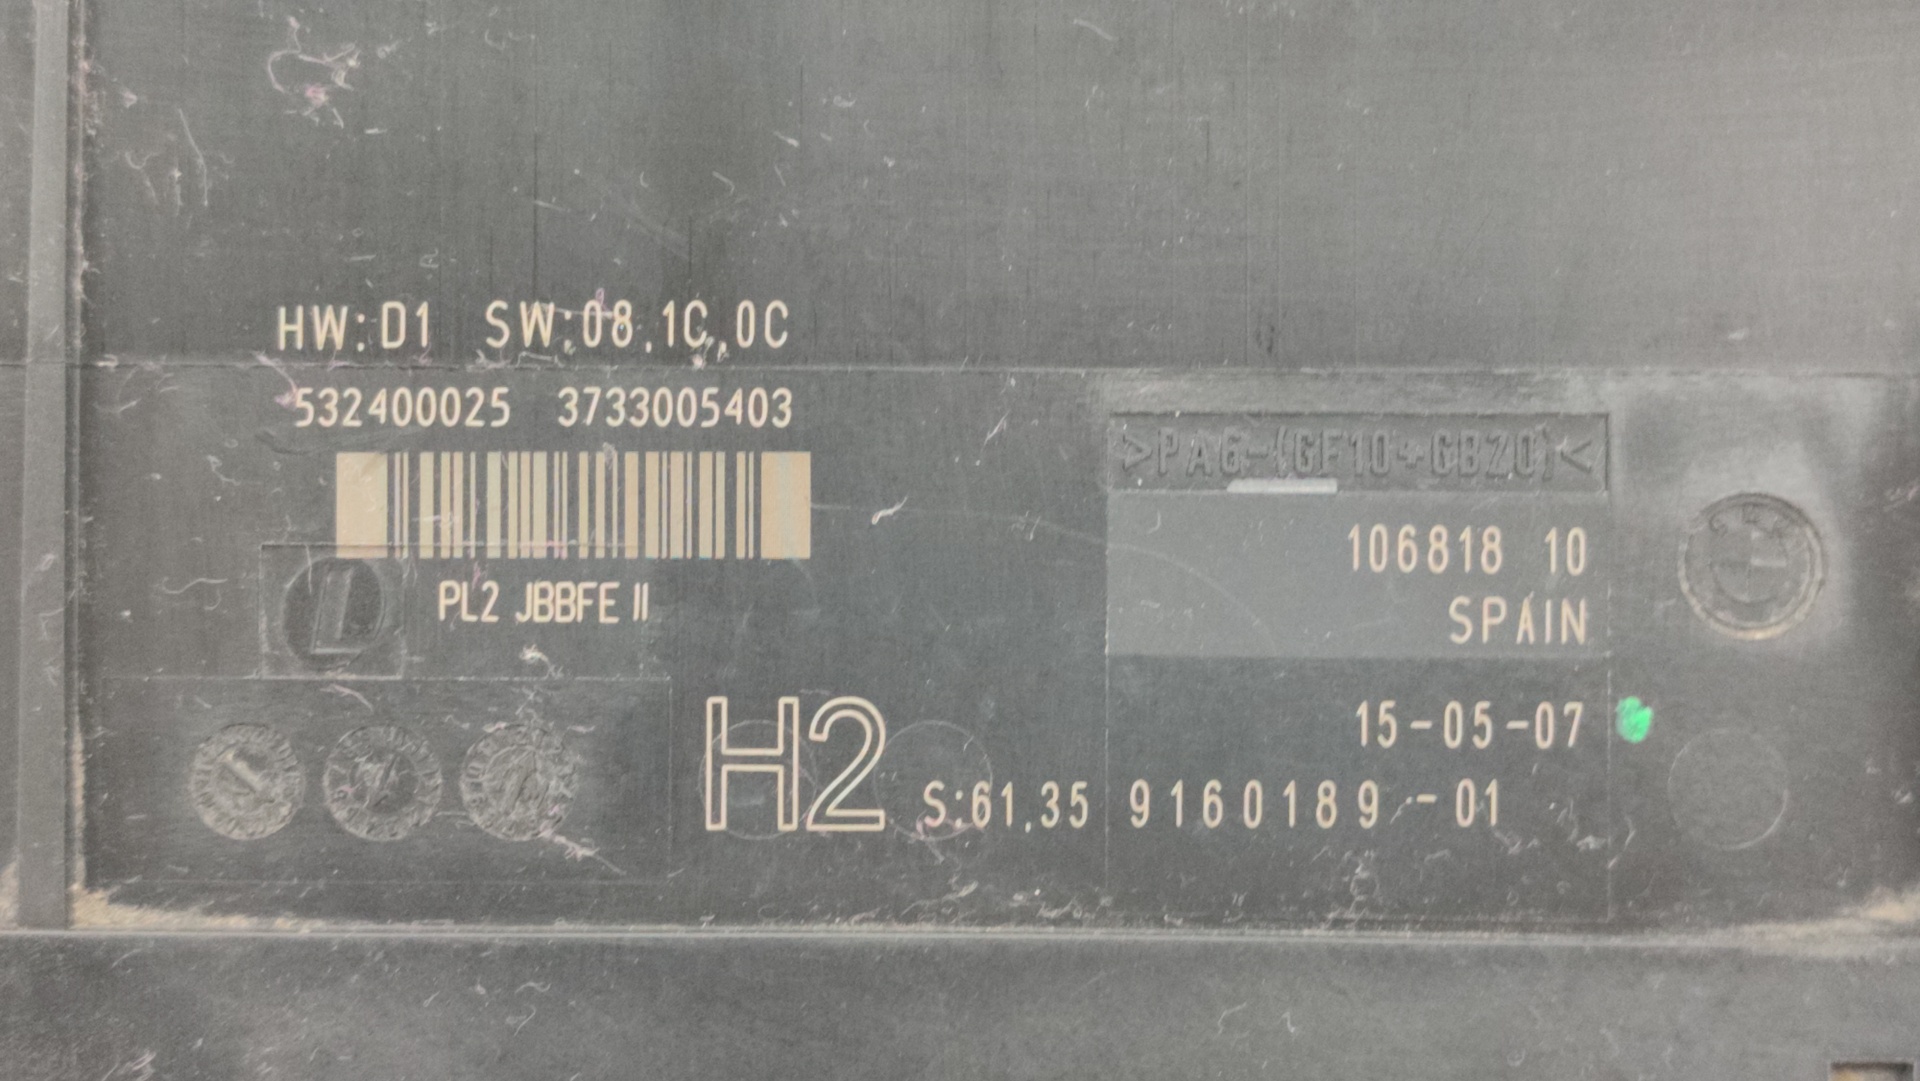 HW:D1 SW:08.1C.0C
532400025 3733005403
>PA6-(GF10+GB20)<
106818 10
PL2 JBBFE II
SPAIN
15-05-07
H2 S:61.35 9160189-01